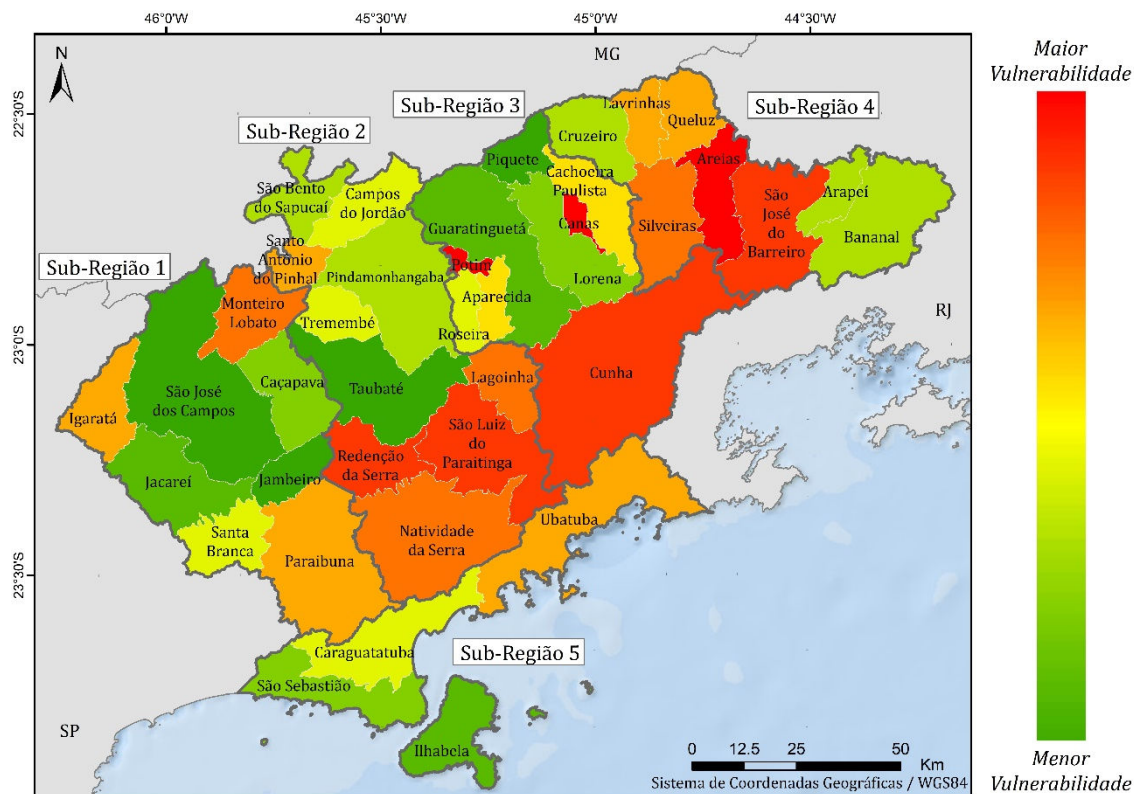 46°0'W
45°30'W
45°0'W
44°30'W
N
MG
Maior
Vulnerabilidade
Sub-Região 3
Sub-Região 4
Sub-Região 2
Sub-Região 1
22°30'S
Lavrinhas
Queluz
Cruzeiro
Piquete
Areias
Cachoeira
Paulista
São Bento
do Sapucaí
Campos
do Jordão
Arapeí
São
José
do
Barreiro
Canas
Silveiras
Guaratinguetá
Bananal
Santo
Antônio
do Pinhal
Potim
Pindamonhangaba
Lorena
Aparecida
Monteiro
Lobato
Tremembé
RJ
Roseira
23°0'S
Lagoinha
Cunha
Caçapava
Taubaté
São José
dos Campos
Igaratá
São Luiz
do
Paraitinga
Redenção
da Serra
Jacareí
Jambeiro
Ubatuba
Santa
Branca
Natividade
da Serra
Paraibuna
23°30'S
Caraguatatuba
Sub-Região 5
São Sebastião
SP
Ilhabela
0 12.5 25 50
Km
Sistema de Coordenadas Geográficas / WGS84
Menor
Vulnerabilidade